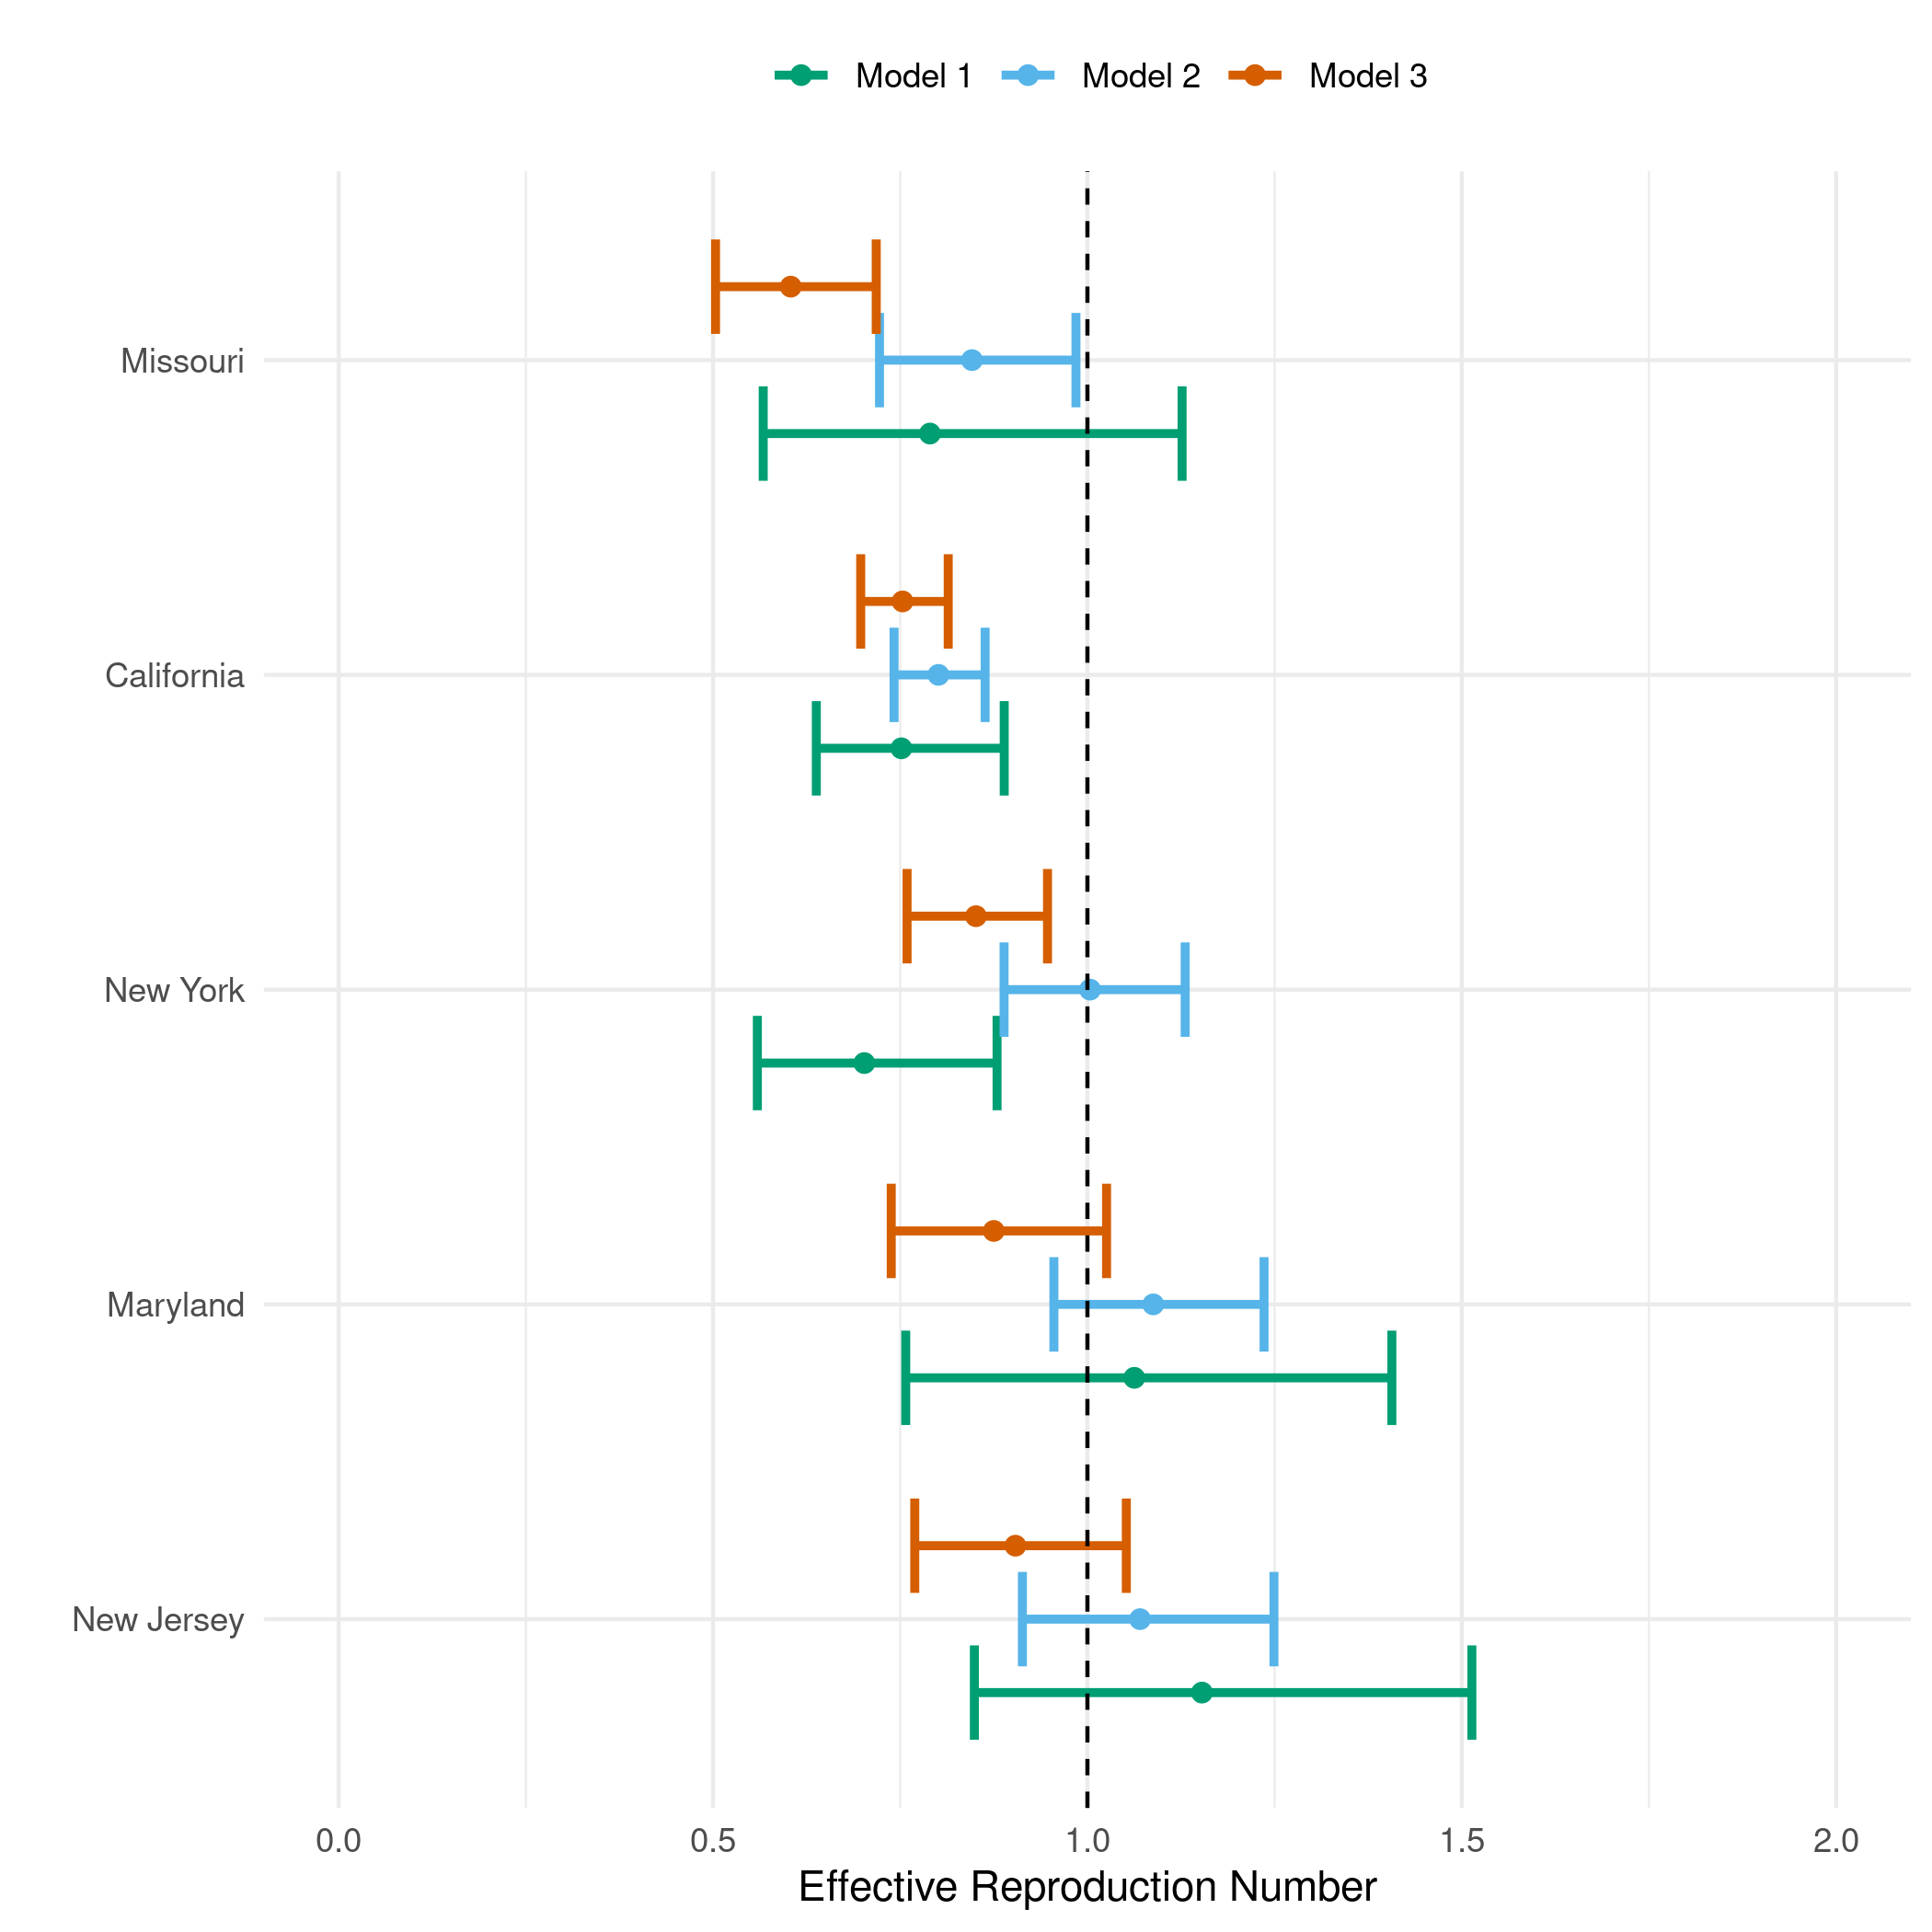 Model 1 Model 2 Model 3
Missouri
California
New York
Maryland
New Jersey
0.0 0.5 1.0 1.5 2.0
Effective Reproduction Number